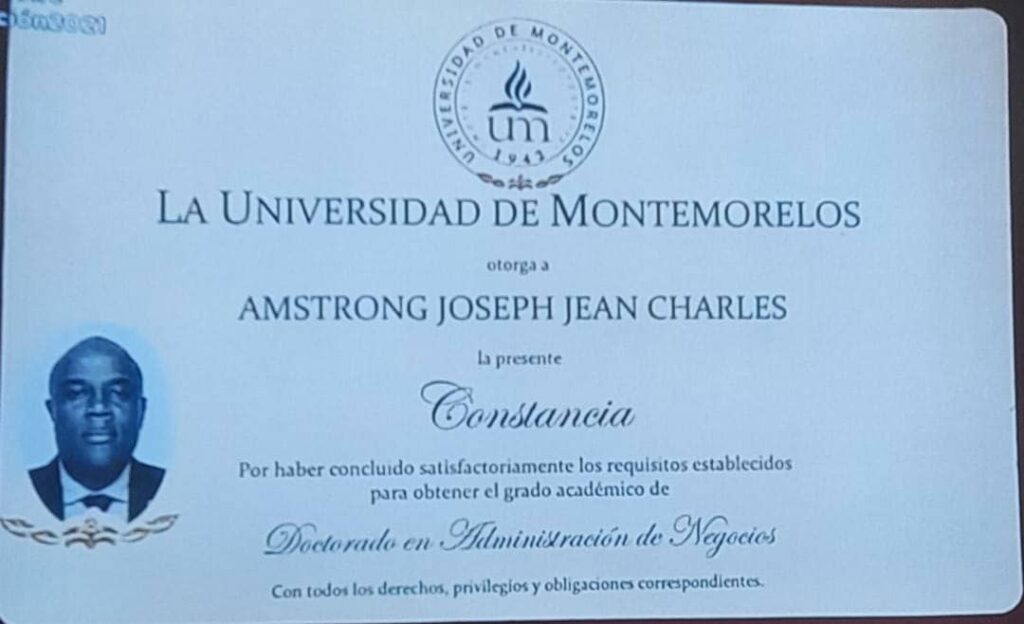 ción2021
UNIVERSIDAD DE MONTEMORELOS
um
1943
LA UNIVERSIDAD DE MONTEMORELOS
otorga a
AMSTRONG JOSEPH JEAN CHARLES
la presente
Constancia
Por haber concluido satisfactoriamente los requisitos establecidos
para obtener el grado académico de
Doctorado en Administración de Negocios
Con todos los derechos, privilegios y obligaciones correspondientes.